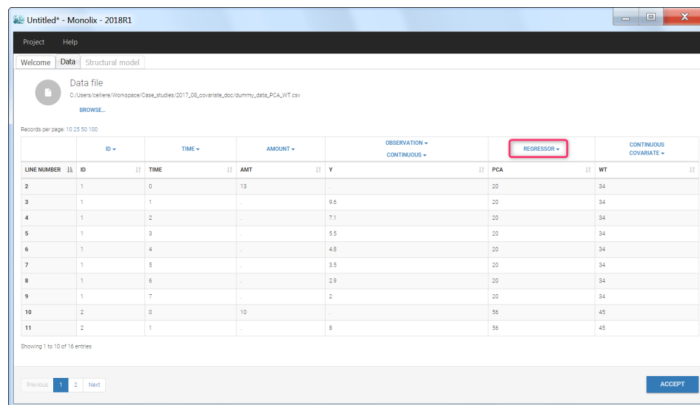 Untitled* - Monolix - 2018R1
Project Help
Welcome Data Structural model
Data file
C:/Users/celliere/Workspace/Case_studies/2017_08_covariate_doc/dummy_data_PCA_WT.csv
BROWSE...
Records per page: 10 25 50 100
ID TIME AMOUNT OBSERVATION CONTINUOUS REGRESSOR CONTINUOUS COVARIATE
LINE NUMBER ID TIME AMT Y PCA WT
2 1 0 13 . 20 34
3 1 1 . 9.6 20 34
4 1 2 . 7.1 20 34
5 1 3 . 5.5 20 34
6 1 4 . 4.8 20 34
7 1 5 . 3.5 20 34
8 1 6 . 2.9 20 34
9 1 7 . 2 20 34
10 2 0 10 . 56 45
11 2 1 . 8 56 45
Showing 1 to 10 of 16 entries
Previous 1 2 Next
ACCEPT